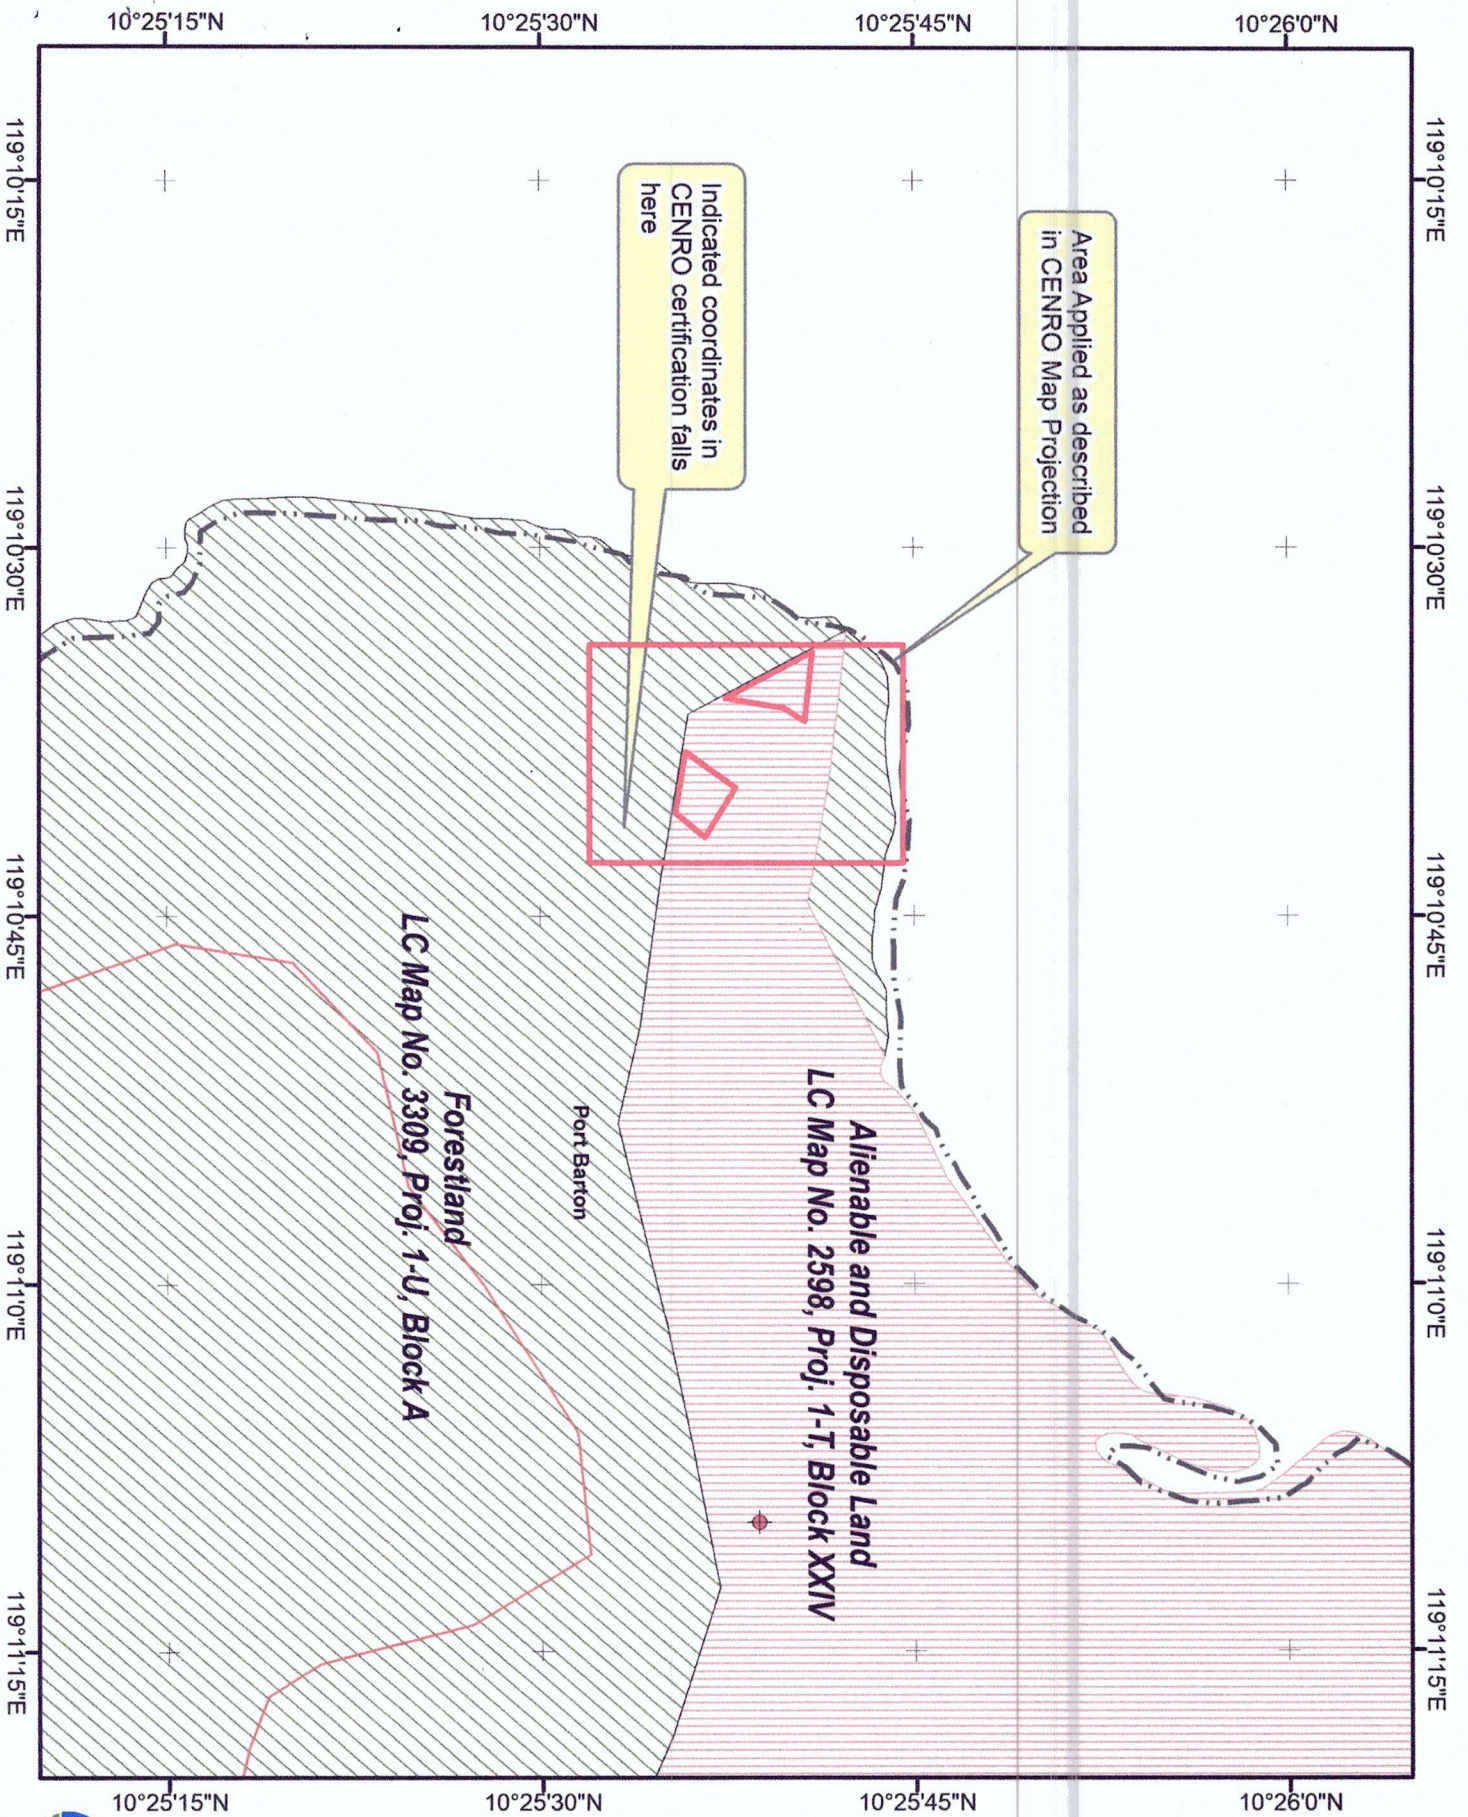 10°25'15"N
10°25'30"N
10°25'45"N
10°26'0"N
119°10'15"E
119°10'30"E
119°10'45"E
119°11'0"E
119°11'15"E
119°10'15"E
119°10'30"E
119°10'45"E
119°11'0"E
119°11'15"E
Area Applied as described
in CENRO Map Projection
Indicated coordinates in
CENRO certification falls
here
Alienable and Disposable Land
LC Map No. 2598, Proj. 1-T, Block XXIV
Port Barton
Forestland
LC Map No. 3309, Proj. 1-U, Block A
10°25'15"N
10°25'30"N
10°25'45"N
10°26'0"N